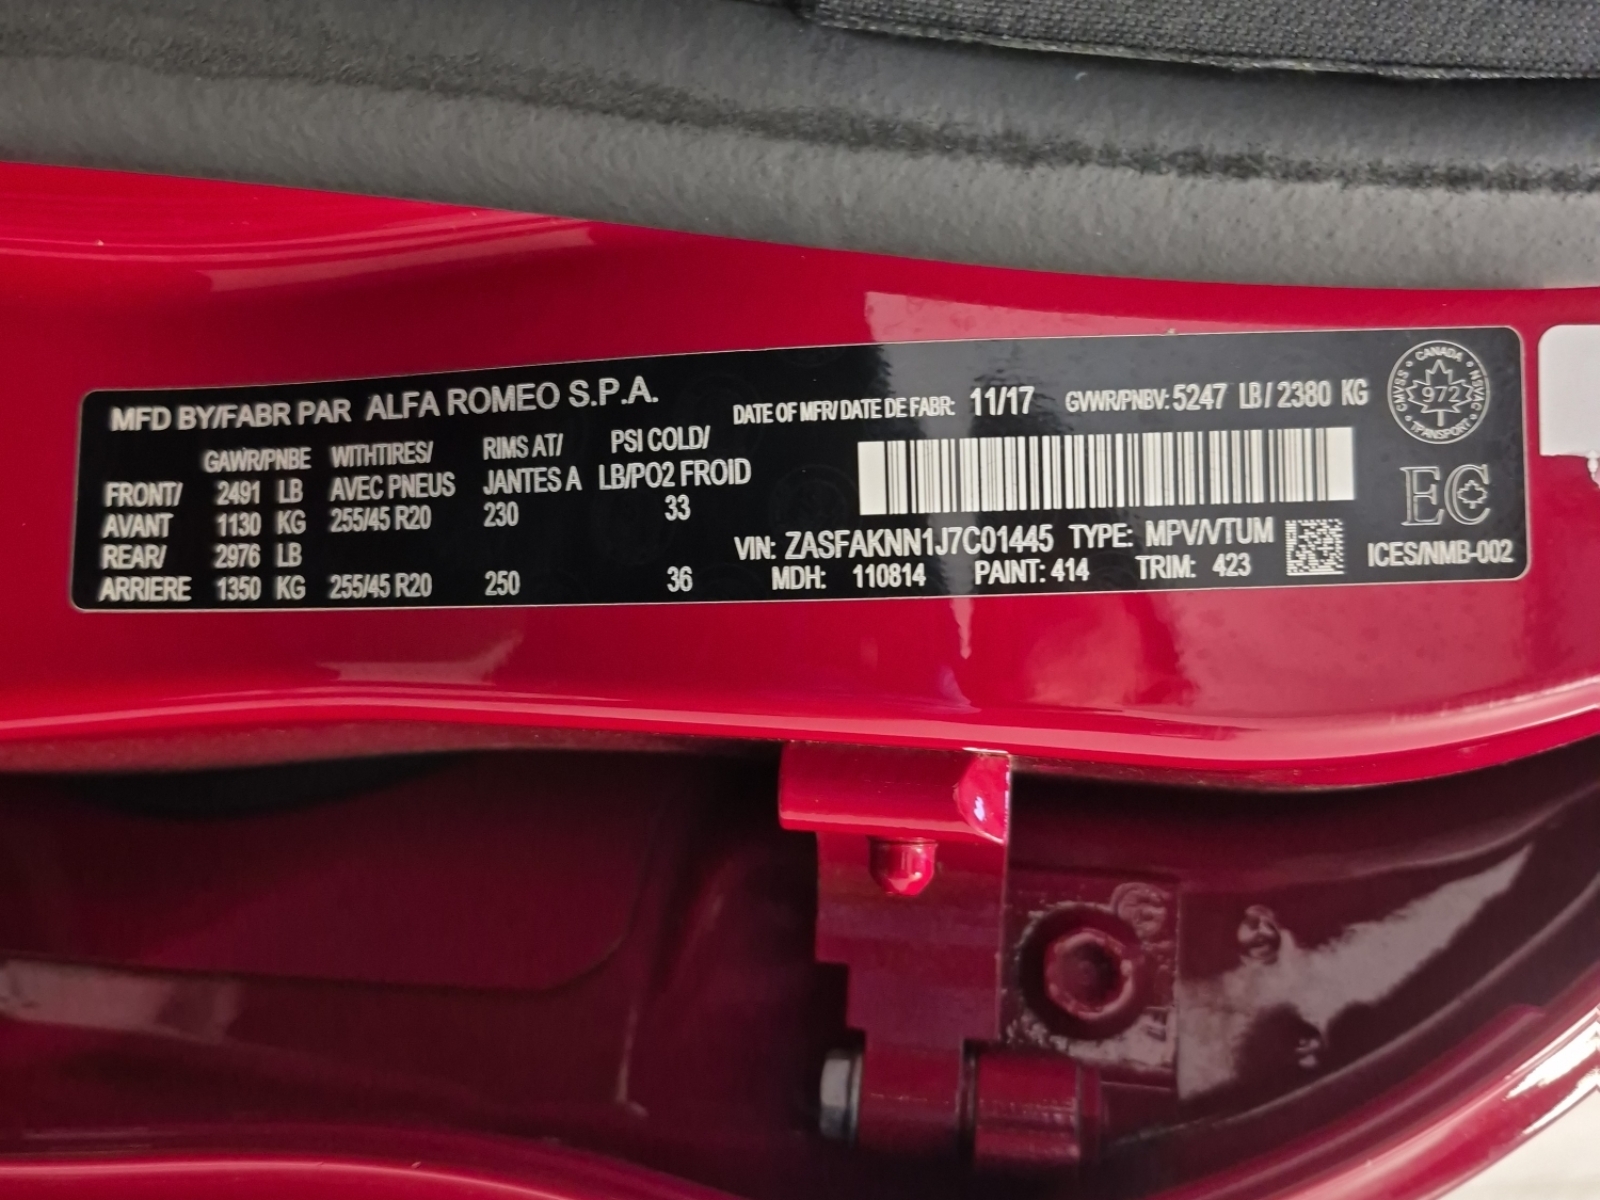 MFD BY/FABR PAR ALFA ROMEO S.P.A.
DATE OF MFR/DATE DE FABR: 11/17 GVWR/PNBV: 5247 LB / 2380 KG
GAWR/PNBE WITHTIRES/ RIMS AT/ PSI COLD/
FRONT/ 2491 LB AVEC PNEUS JANTES A LB/PO2 FROID
AVANT 1130 KG 255/45 R20 230 33
REAR/ 2976 LB
ARRIERE 1350 KG 255/45 R20 250 36
VIN: ZASFAKNN1J7C01445 TYPE: MPV/VTUM
MDH: 110814 PAINT: 414 TRIM: 423
CANADA
CMVSS 972 NSVAC
TRANSPORT
EC
ICES/NMB-002